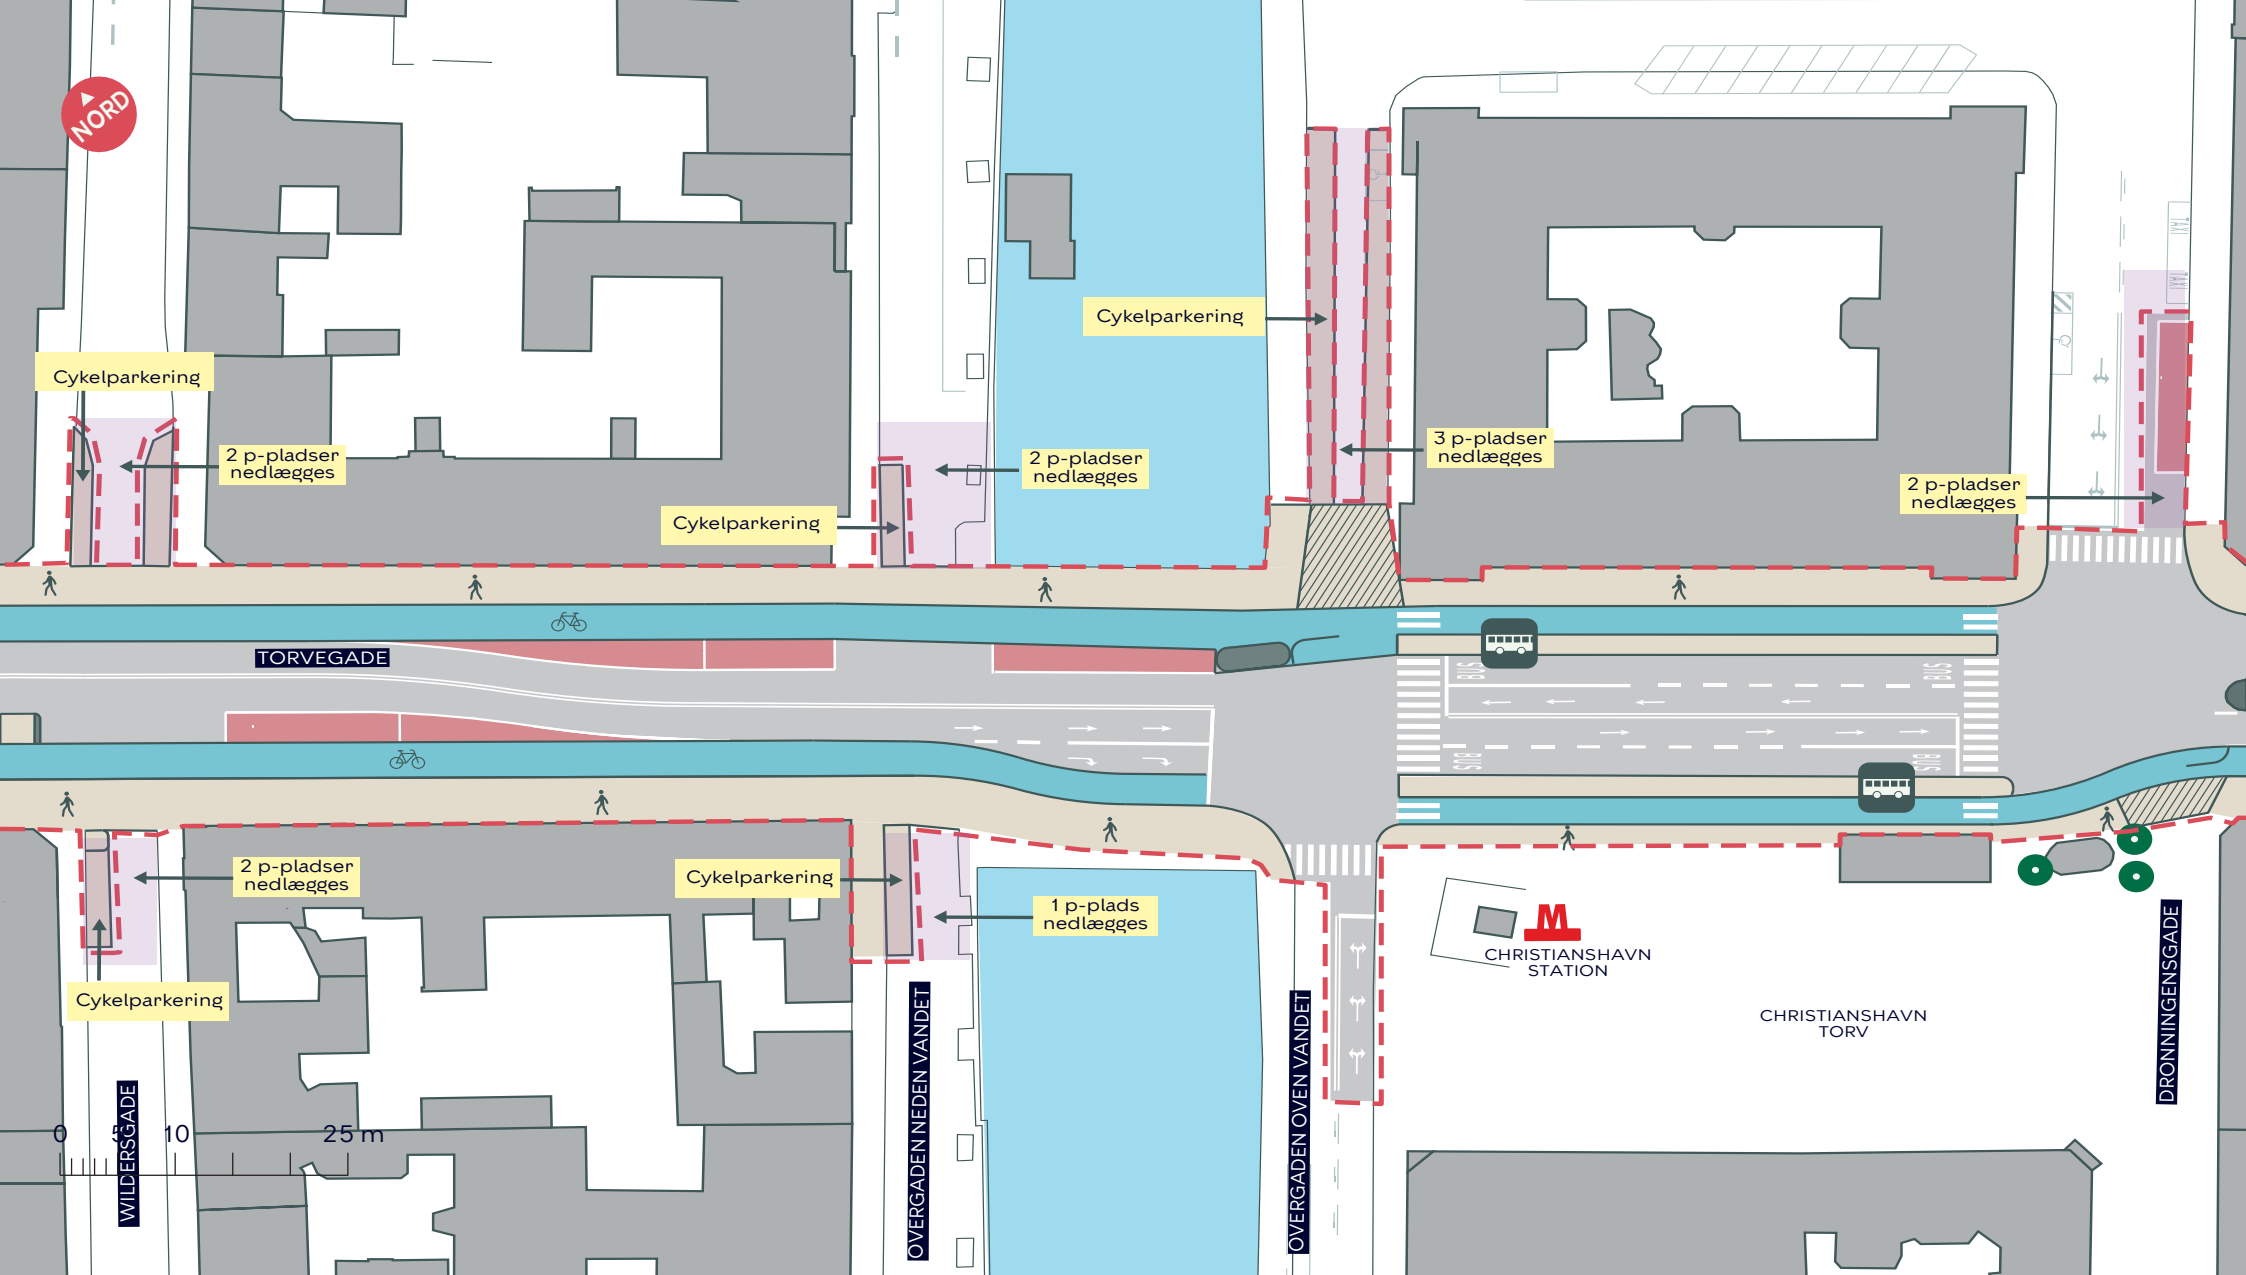 NORD
TAXI
TAXI
Cykelparkering
Cykelparkering
3 p-pladser
nedlægges
2 p-pladser
nedlægges
2 p-pladser
nedlægges
2 p-pladser
nedlægges
Cykelparkering
TORVEGADE
BUS
BUS
BUS
BUS
2 p-pladser
nedlægges
Cykelparkering
1 p-plads
nedlægges
M
CHRISTIANSHAVN
STATION
CHRISTIANSHAVN
TORV
Cykelparkering
WILDERSGADE
OVERGADEN NEDEN VANDET
OVERGADEN OVEN VANDET
DRONNINGENSGADE
0 5 10 25 m